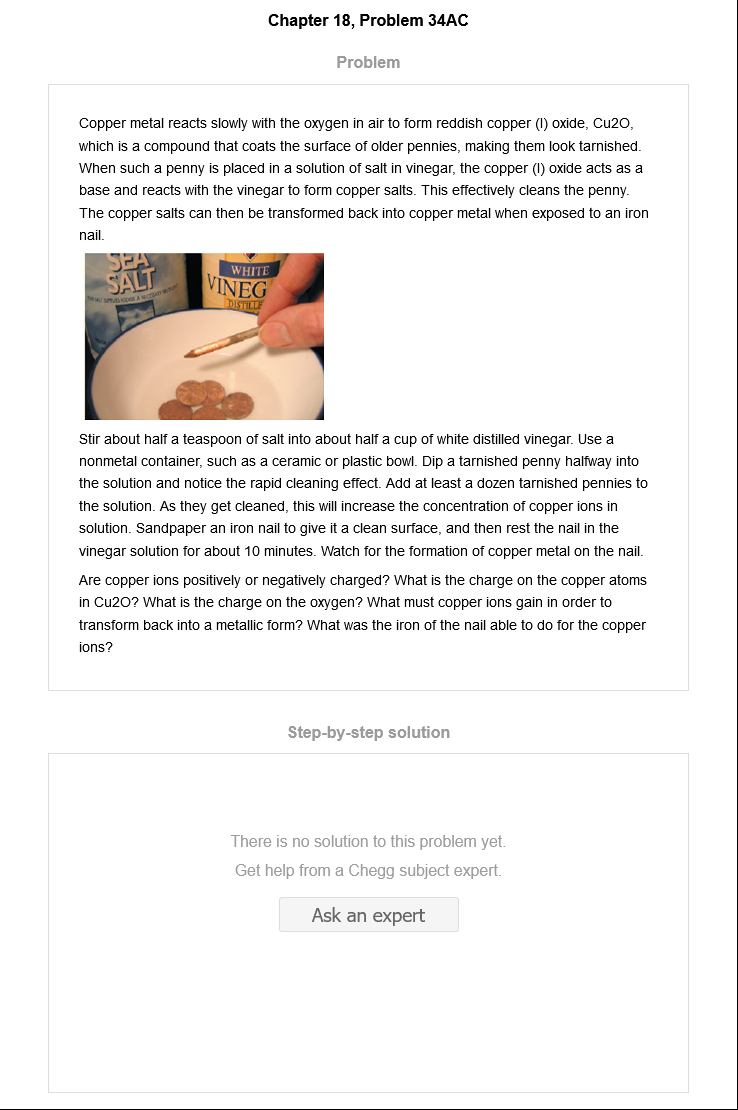 Chapter 18, Problem 34AC
Problem
Copper metal reacts slowly with the oxygen in air to form reddish copper (I) oxide, Cu2O,
which is a compound that coats the surface of older pennies, making them look tarnished.
When such a penny is placed in a solution of salt in vinegar, the copper (I) oxide acts as a
base and reacts with the vinegar to form copper salts. This effectively cleans the penny.
The copper salts can then be transformed back into copper metal when exposed to an iron
nail.
SEA
SALT
WHITE
VINEG
DISTILLE
Stir about half a teaspoon of salt into about half a cup of white distilled vinegar. Use a
nonmetal container, such as a ceramic or plastic bowl. Dip a tarnished penny halfway into
the solution and notice the rapid cleaning effect. Add at least a dozen tarnished pennies to
the solution. As they get cleaned, this will increase the concentration of copper ions in
solution. Sandpaper an iron nail to give it a clean surface, and then rest the nail in the
vinegar solution for about 10 minutes. Watch for the formation of copper metal on the nail.
Are copper ions positively or negatively charged? What is the charge on the copper atoms
in Cu2O? What is the charge on the oxygen? What must copper ions gain in order to
transform back into a metallic form? What was the iron of the nail able to do for the copper
ions?
Step-by-step solution
There is no solution to this problem yet.
Get help from a Chegg subject expert.
Ask an expert